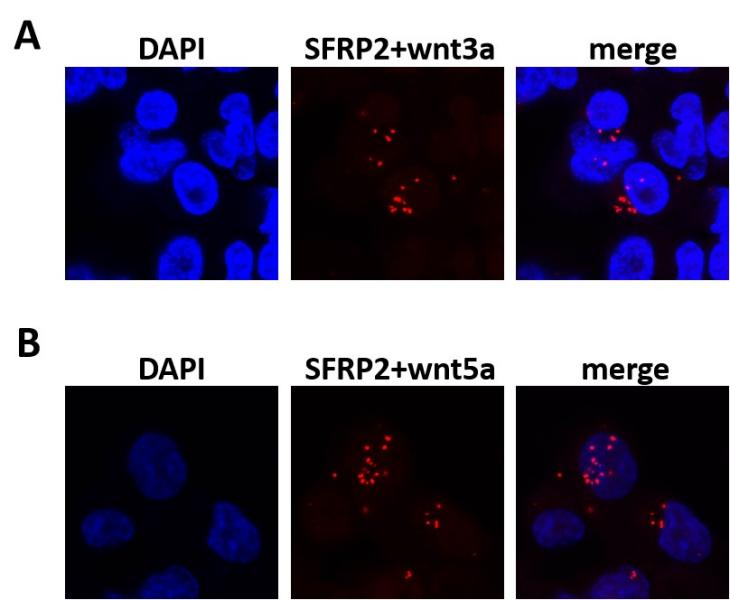 A
DAPI SFRP2+wnt3a merge
B
DAPI SFRP2+wnt5a merge